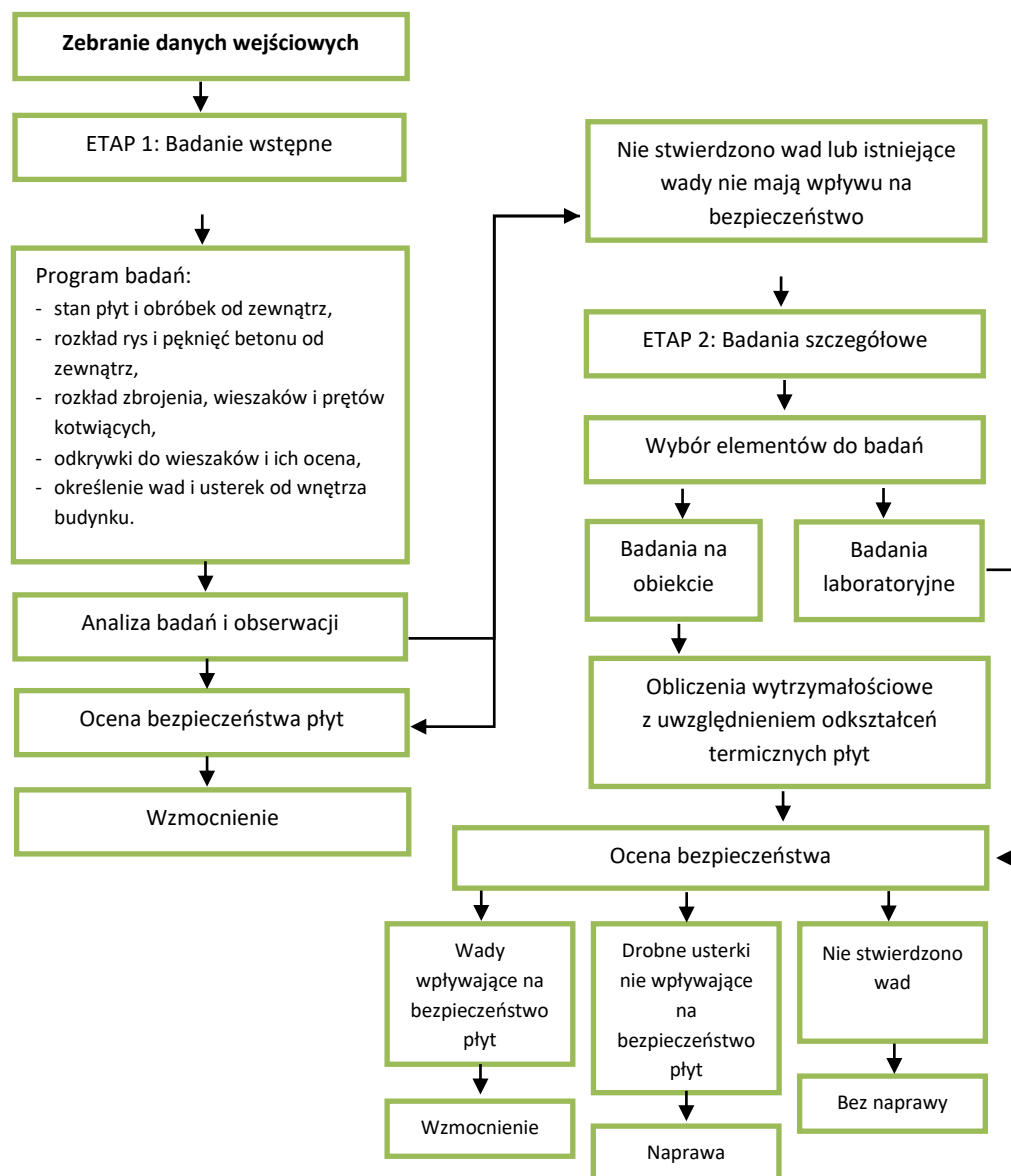 Zebranie danych wejściowych
ETAP 1: Badanie wstępne
Program badań:
- stan płyt i obróbek od zewnątrz,
- rozkład rys i pęknięć betonu od
zewnątrz,
- rozkład zbrojenia, wieszaków i prętów
kotwiących,
- odkrywki do wieszaków i ich ocena,
- określenie wad i usterek od wnętrza
budynku.
Analiza badań i obserwacji
Ocena bezpieczeństwa płyt
Wzmocnienie
Nie stwierdzono wad lub istniejące
wady nie mają wpływu na
bezpieczeństwo
ETAP 2: Badania szczegółowe
Wybór elementów do badań
Badania na
obiekcie
Badania
laboratoryjne
Obliczenia wytrzymałościowe
z uwzględnieniem odkształceń
termicznych płyt
Ocena bezpieczeństwa
Wady
wpływające na
bezpieczeństwo
płyt
Wzmocnienie
Drobne usterki
nie wpływające
na
bezpieczeństwo
płyt
Naprawa
Nie stwierdzono
wad
Bez naprawy